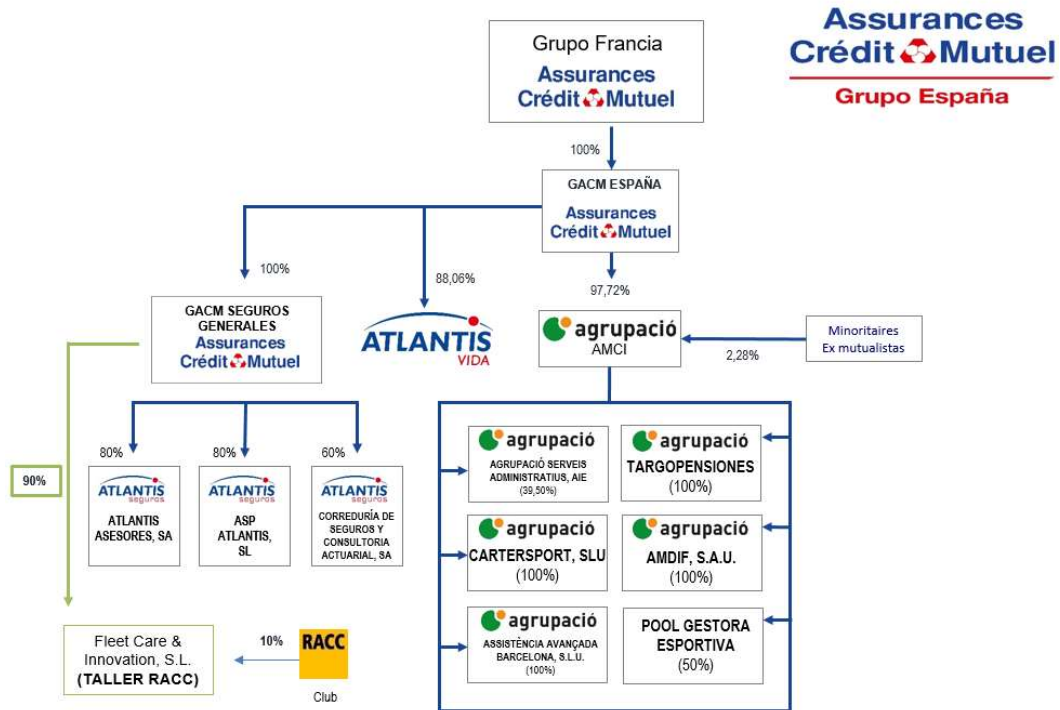 Assurances
Crédit Mutuel
Grupo España
Grupo Francia
Assurances
Crédit Mutuel
100%
GACM ESPAÑA
Assurances
Crédit Mutuel
100%
88,06%
97,72%
GACM SEGUROS
GENERALES
Assurances
Crédit Mutuel
ATLANTIS
VIDA
agrupació
AMCI
2,28%
Minoritaires
Ex mutualistas
90%
80%
80%
60%
ATLANTIS
seguros
ATLANTIS
ASESORES, SA
ATLANTIS
seguros
ASP
ATLANTIS,
SL
ATLANTIS
seguros
CORREDURÍA DE
SEGUROS Y
CONSULTORIA
ACTUARIAL, SA
agrupació
AGRUPACIÓ SERVEIS
ADMINISTRATIUS, AIE
(39,50%)
agrupació
TARGOPENSIONES
(100%)
agrupació
CARTERSPORT, SLU
(100%)
agrupació
AMDIF, S.A.U.
(100%)
agrupació
ASSISTÈNCIA AVANÇADA
BARCELONA, S.L.U.
(100%)
POOL GESTORA
ESPORTIVA
(50%)
Fleet Care &
Innovation, S.L.
(TALLER RACC)
10%
RACC
Club